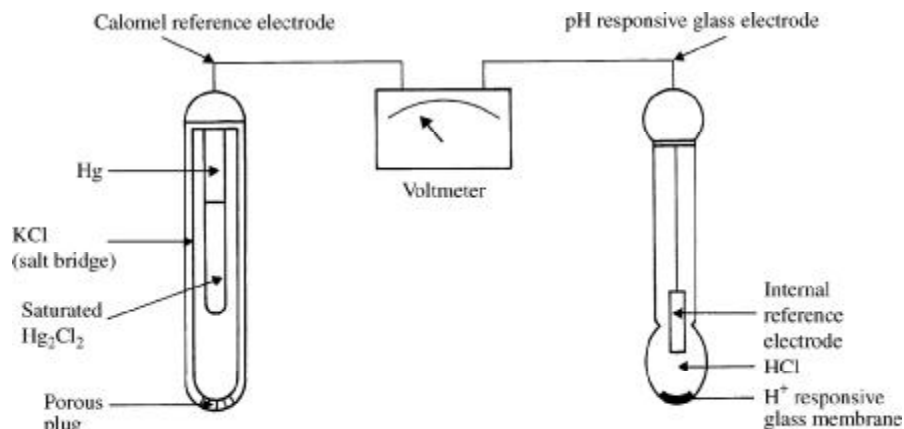 Calomel reference electrode
pH responsive glass electrode
Hg
Voltmeter
KCl
(salt bridge)
Saturated
Hg₂Cl₂
Porous
plug
Internal
reference
electrode
HCl
H⁺ responsive
glass membrane